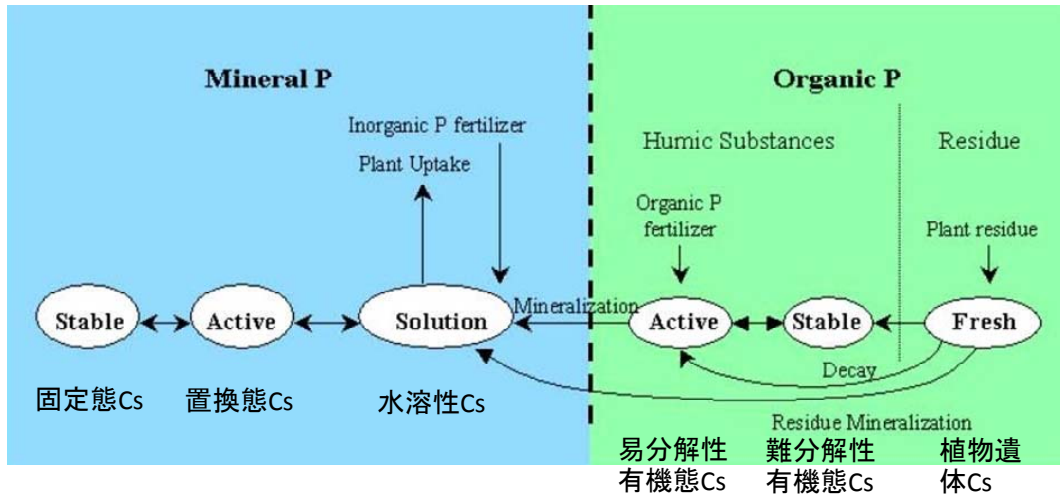 Mineral P
Organic P
Inorganic P fertilizer
Plant Uptake
Humic Substances
Residue
Organic P
fertilizer
Plant residue
Mineralization
Stable
Active
Solution
Active
Stable
Fresh
Decay
Residue Mineralization
固定態Cs
置換態Cs
水溶性Cs
易分解性
有機態Cs
難分解性
有機態Cs
植物遺
体Cs